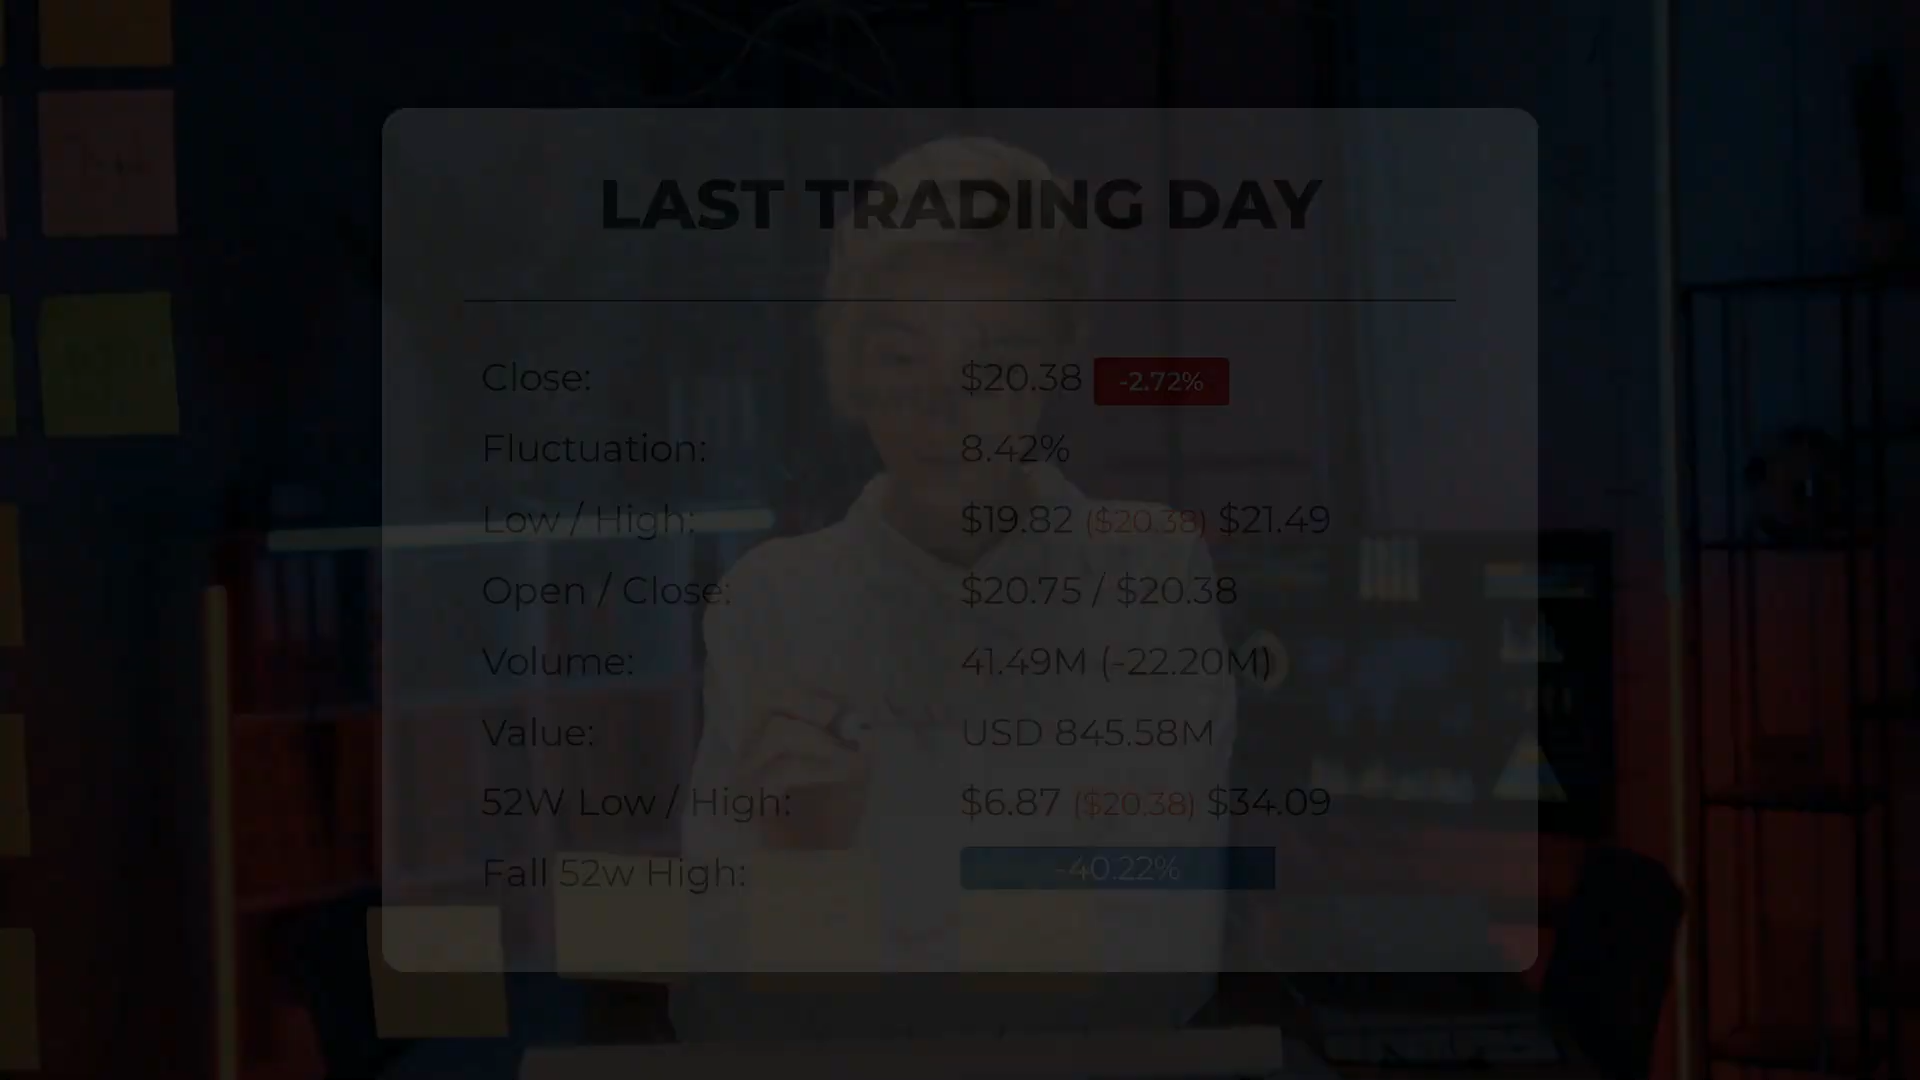 LAST TRADING DAY
Close: $20.38 -2.72%
Fluctuation: 8.42%
Low / High: $19.82 ($20.38) $21.49
Open / Close: $20.75 / $20.38
Volume: 41.49M (-22.20M)
Value: USD 845.58M
52W Low / High: $6.87 ($20.38) $34.09
Fall 52w High: -40.22%